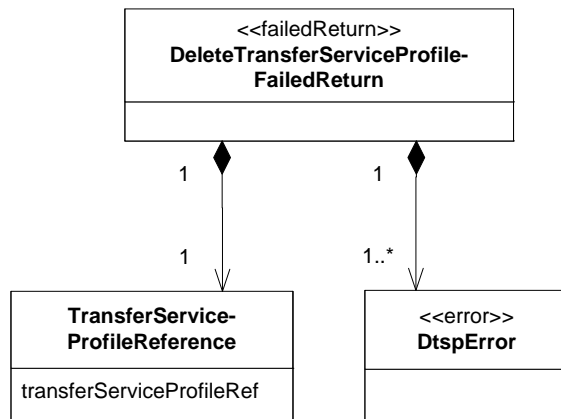 <<failedReturn>>
DeleteTransferServiceProfile-
FailedReturn
1
1
1
1..*
TransferService-
ProfileReference
transferServiceProfileRef
<<error>>
DtspError